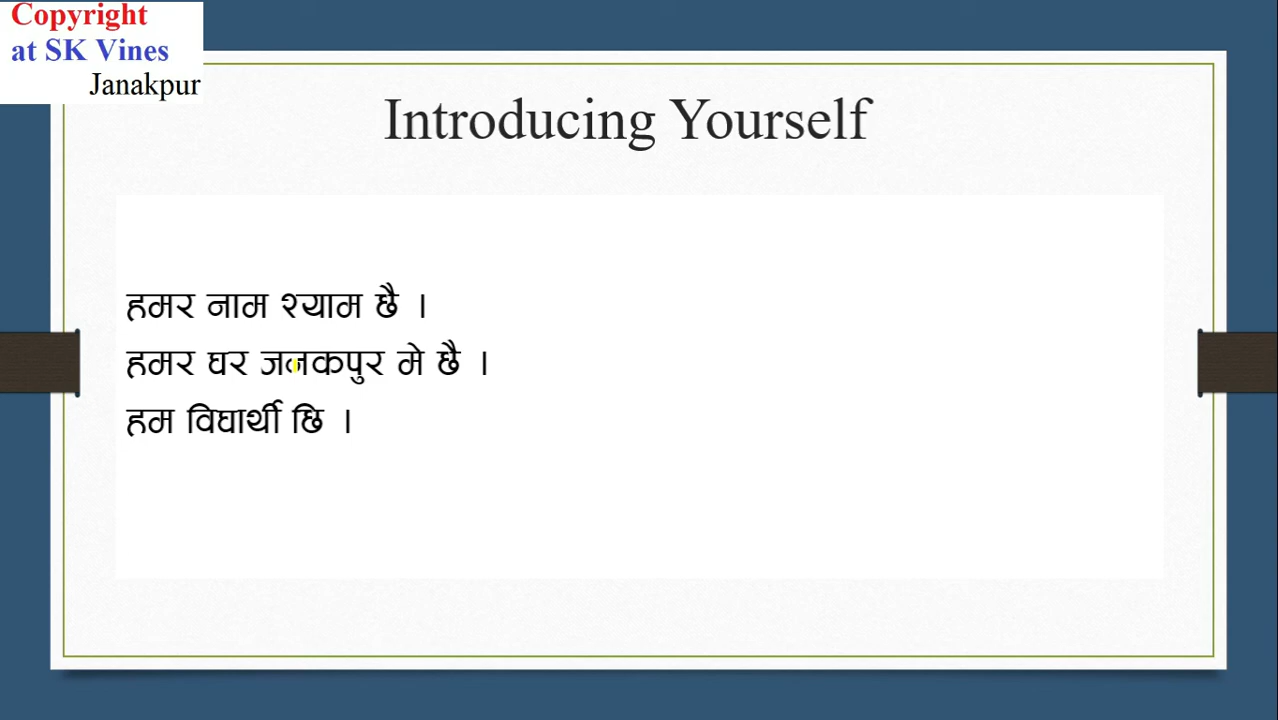 Copyright
at SK Vines
Janakpur
Introducing Yourself
हमर नाम श्याम छै ।
हमर घर जनकपुर मे छै ।
हम विघार्थी छि ।